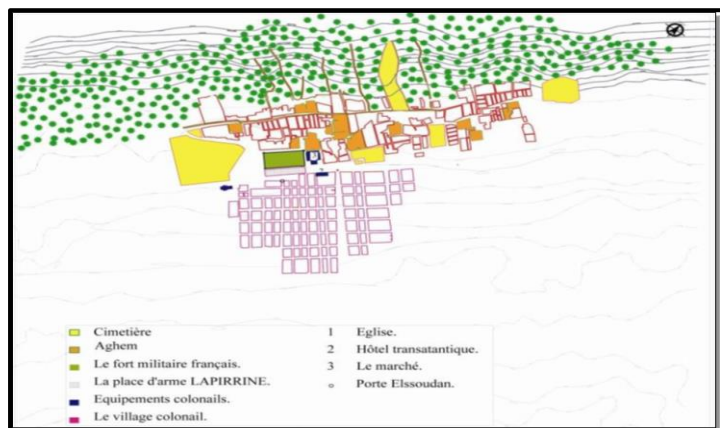 Cimetière
Aghem
Le fort militaire français.
La place d'arme LAPIRRINE.
Equipements colonails.
Le village colonail.
1 Eglise.
2 Hôtel transatantique.
3 Le marché.
Porte Elssoudan.